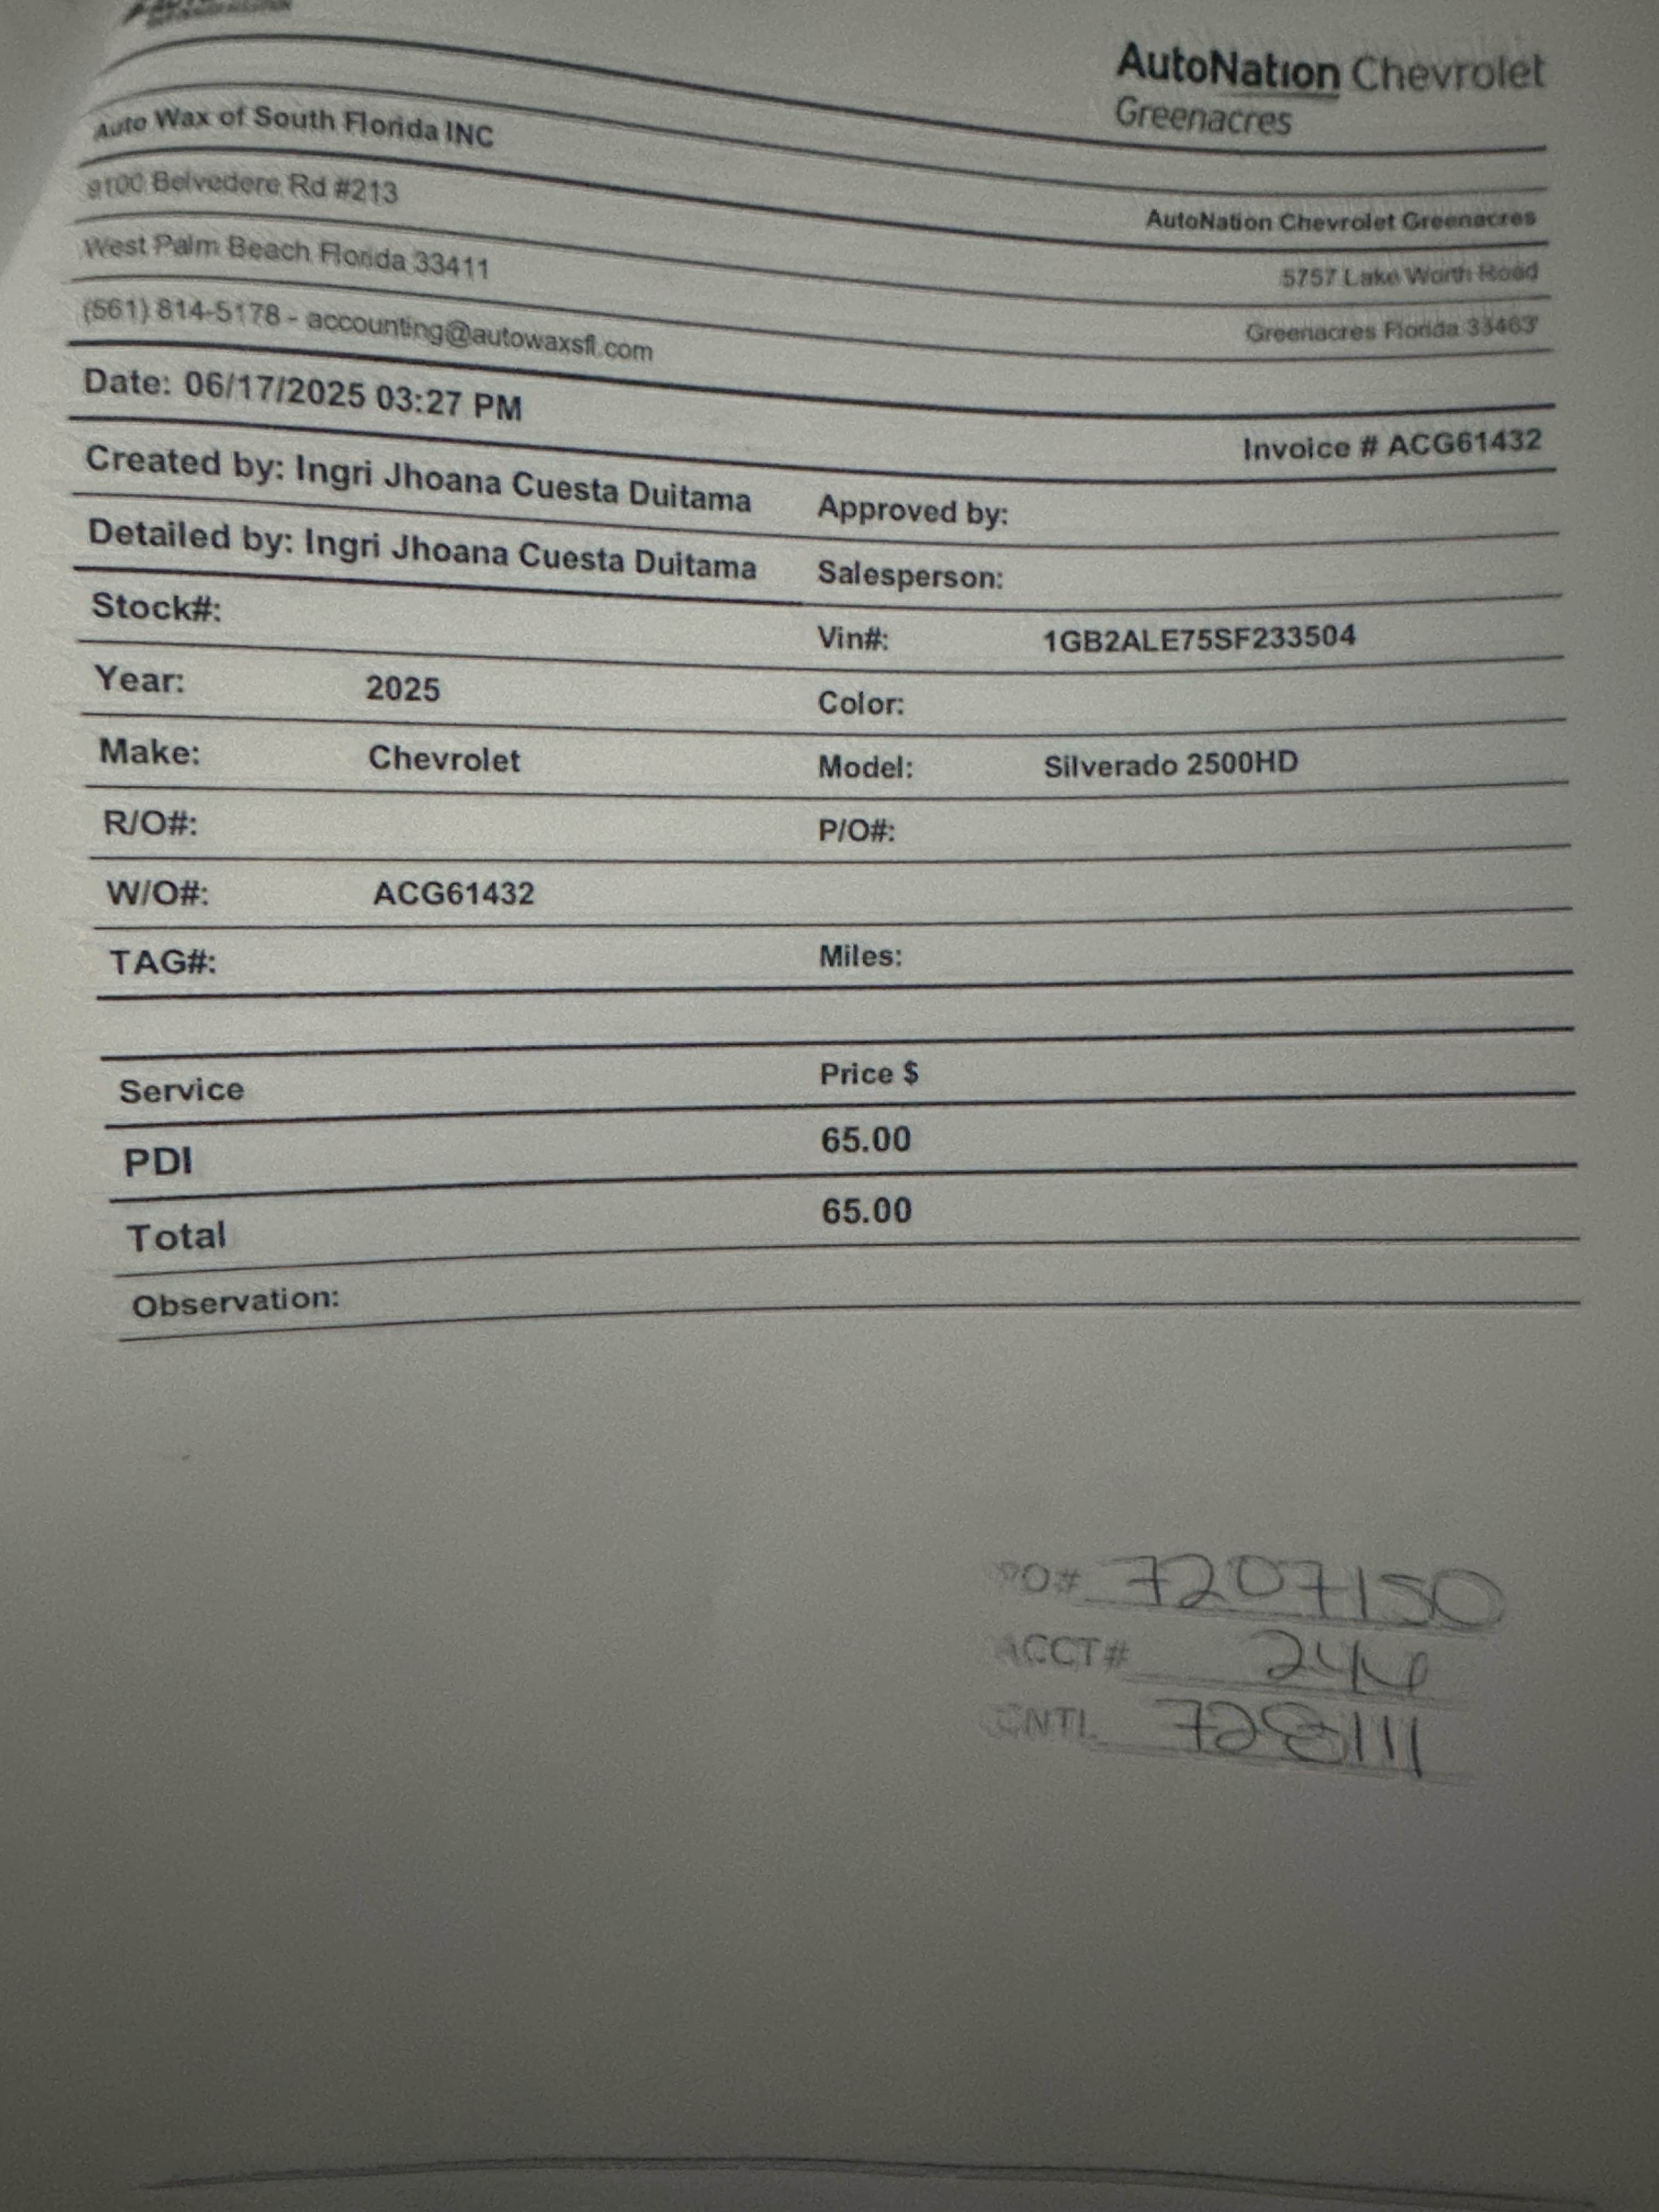 AutoNation Chevrolet
Greenacres
Auto Wax of South Florida INC
9100 Belvedere Rd #213
AutoNation Chevrolet Greenacres
West Palm Beach Florida 33411
5757 Lake Worth Road
(561) 814-5178 - accounting@autowaxsfl.com
Greenacres Florida 33463
Date: 06/17/2025 03:27 PM
Invoice # ACG61432
Created by: Ingri Jhoana Cuesta Duitama Approved by:
Detailed by: Ingri Jhoana Cuesta Duitama Salesperson:
Stock#: Vin#: 1GB2ALE75SF233504
Year: 2025 Color:
Make: Chevrolet Model: Silverado 2500HD
R/O#: P/O#:
W/O#: ACG61432
TAG#: Miles:
Service Price $
PDI 65.00
Total 65.00
Observation:
PO# 7207150
ACCT#
CNTL 728111